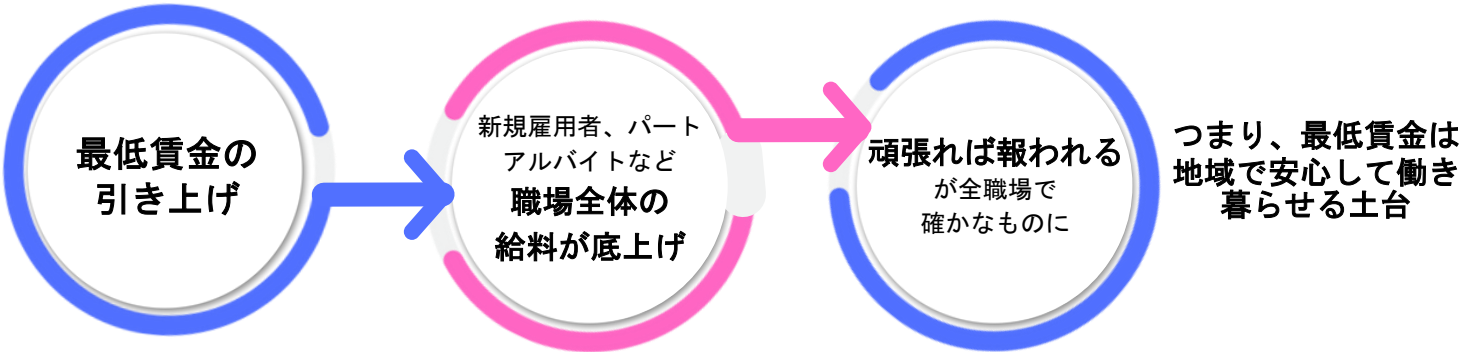 最低賃金の
引き上げ
新規雇用者、パート
アルバイトなど
職場全体の
給料が底上げ
頑張れば報われる
が全職場で
確かなものに
つまり、最低賃金は
地域で安心して働き
暮らせる土台